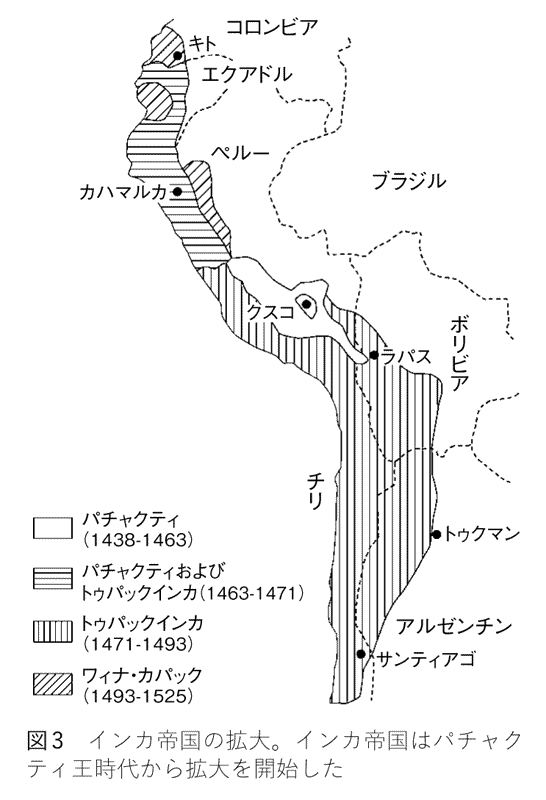 コロンビア
キト
エクアドル
ペルー
カハマルカ
ブラジル
クスコ
ボリビア
ラパス
チリ
トゥクマン
アルゼンチン
サンティアゴ
パチャクティ
(1438-1463)
パチャクティおよび
トゥパックインカ(1463-1471)
トゥパックインカ
(1471-1493)
ワィナ・カパック
(1493-1525)
図3　インカ帝国の拡大。インカ帝国はパチャク
ティ王時代から拡大を開始した